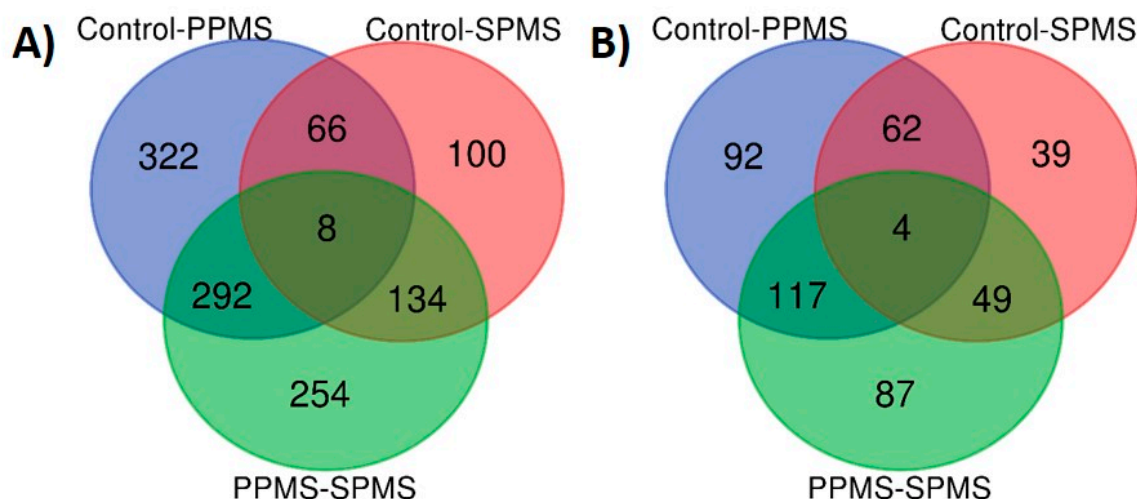 A)
Control-PPMS
Control-SPMS
322
66
100
8
292
134
254
PPMS-SPMS
B)
Control-PPMS
Control-SPMS
92
62
39
4
117
49
87
PPMS-SPMS